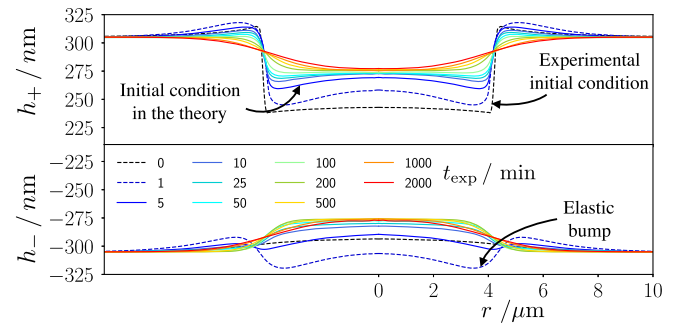 325
300
275
250
225
h₊ / nm
Initial condition
in the theory
Experimental
initial condition
−225
−250
−275
−300
−325
h₋ / nm
0 10 100 1000
1 25 200 2000
5 50 500
t_exp / min
Elastic
bump
0 2 4 6 8 10
r /μm